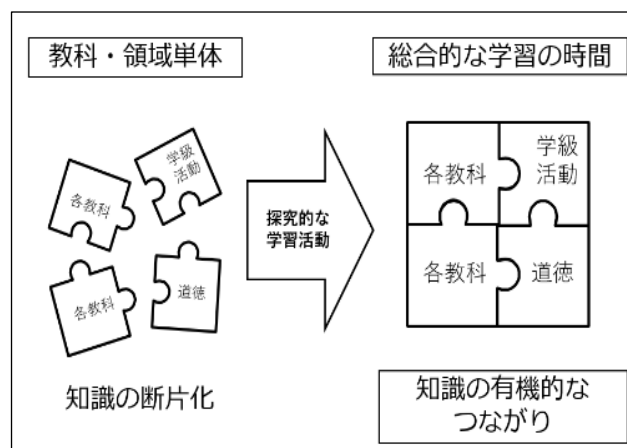 教科・領域単体
総合的な学習の時間
各教科
学級
活動
各教科
道徳
知識の断片化
探究的な
学習活動
各教科
学級
活動
各教科
道徳
知識の有機的な
つながり